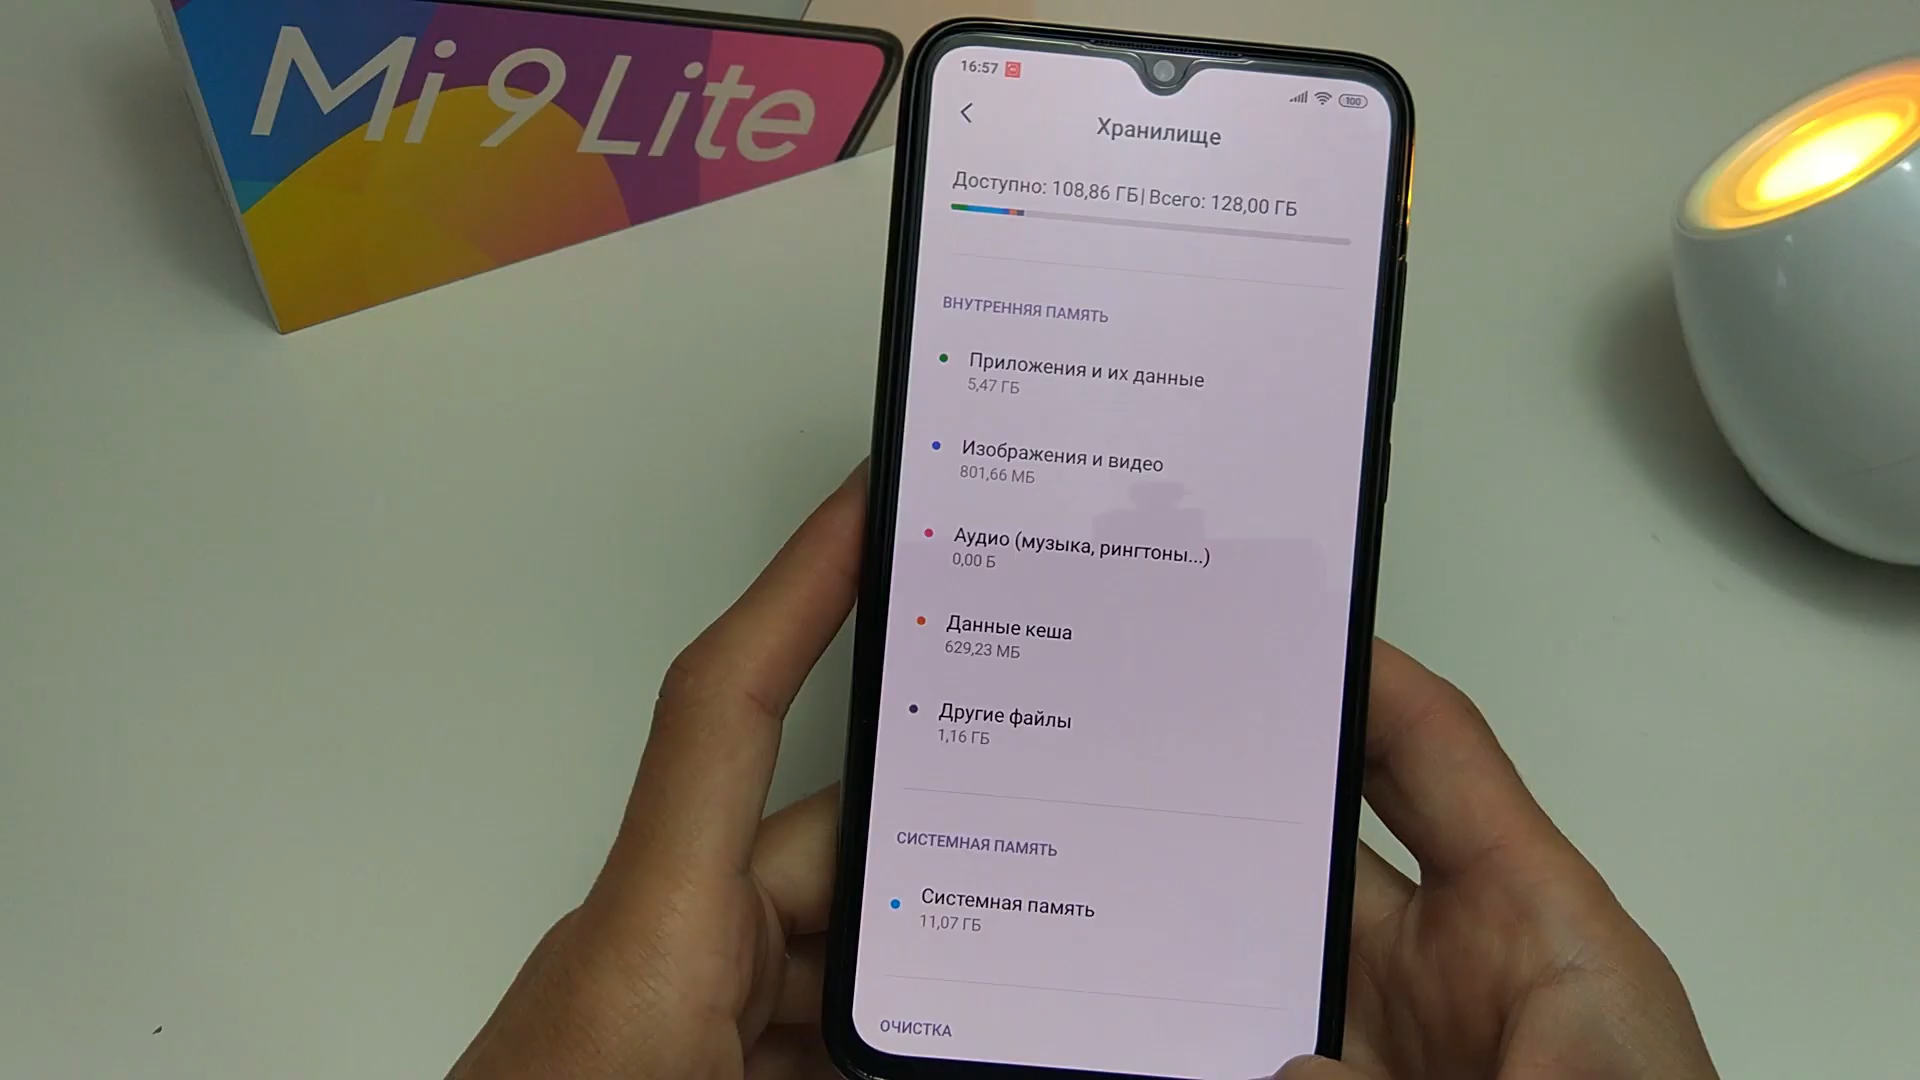 Mi 9 Lite
16:57
100
Хранилище
Доступно: 108,86 ГБ| Всего: 128,00 ГБ
ВНУТРЕННЯЯ ПАМЯТЬ
Приложения и их данные
5,47 ГБ
Изображения и видео
801,66 МБ
Аудио (музыка, рингтоны...)
0,00 Б
Данные кеша
629,23 МБ
Другие файлы
1,16 ГБ
СИСТЕМНАЯ ПАМЯТЬ
Системная память
11,07 ГБ
ОЧИСТКА